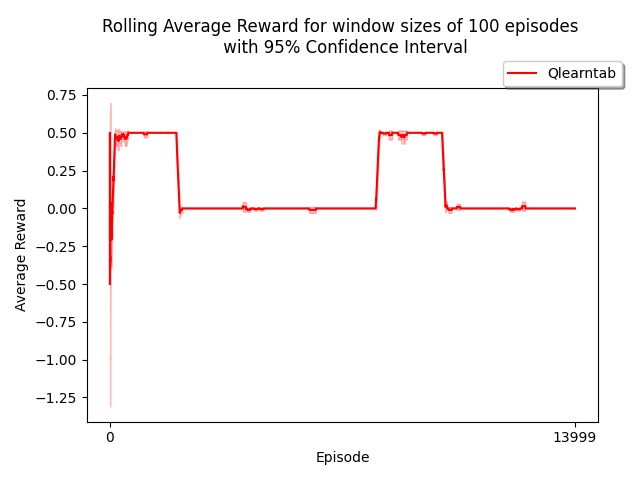 Rolling Average Reward for window sizes of 100 episodes
with 95% Confidence Interval
Qlearntab
0.75
0.50
0.25
0.00
−0.25
−0.50
−0.75
−1.00
−1.25
Average Reward
0
13999
Episode